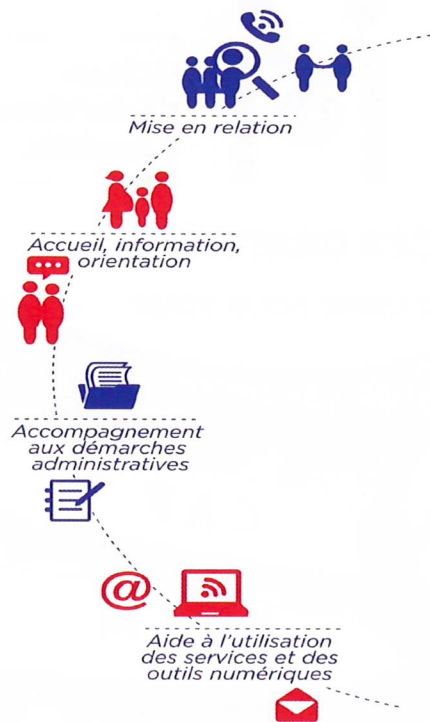 Mise en relation
Accueil, information,
orientation
Accompagnement
aux démarches
administratives
@
Aide à l'utilisation
des services et des
outils numériques